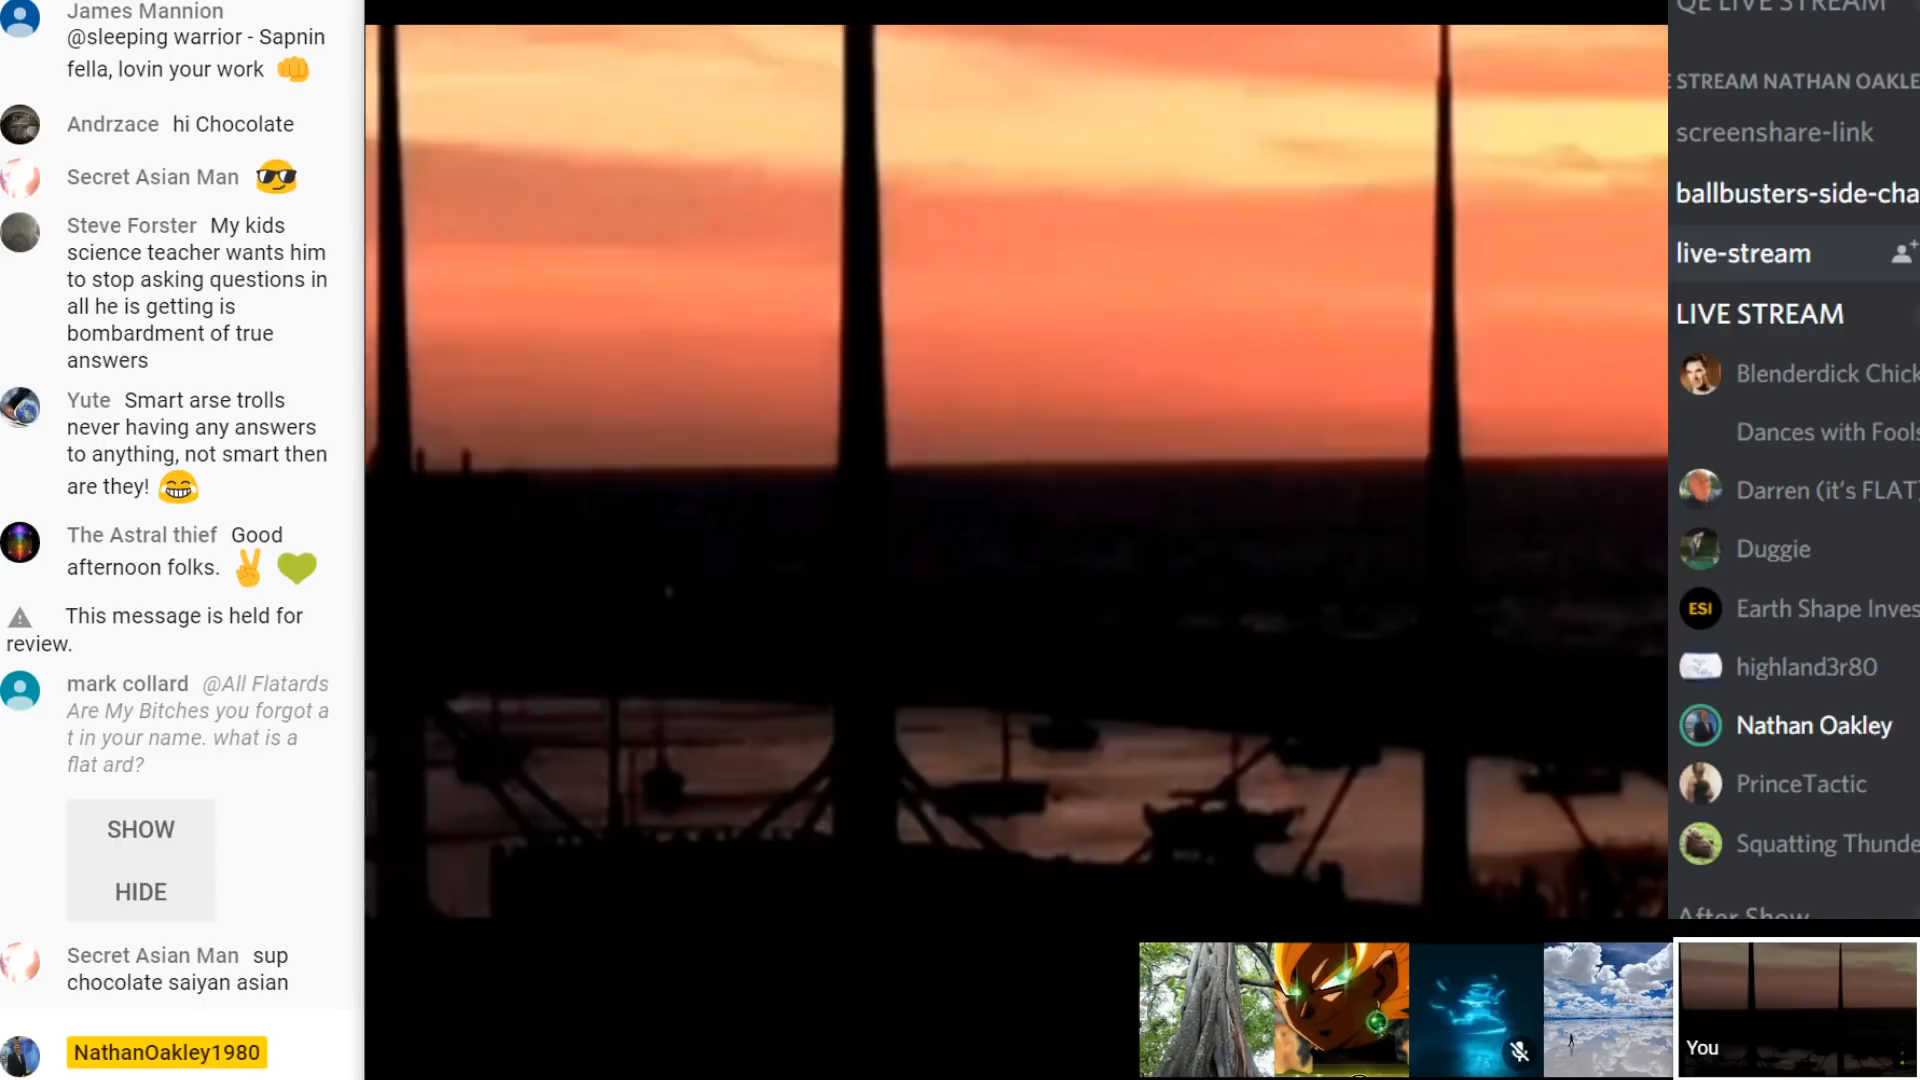 James Mannion
@sleeping warrior - Sapnin
fella, lovin your work
Andrzace hi Chocolate
Secret Asian Man
Steve Forster My kids
science teacher wants him
to stop asking questions in
all he is getting is
bombardment of true
answers
Yute Smart arse trolls
never having any answers
to anything, not smart then
are they!
The Astral thief Good
afternoon folks.
This message is held for
review.
mark collard @All Flatards
Are My Bitches you forgot a
t in your name. what is a
flat ard?
SHOW
HIDE
Secret Asian Man sup
chocolate saiyan asian
NathanOakley1980
QE LIVE STREAM
E STREAM NATHAN OAKLE
screenshare-link
ballbusters-side-cha
live-stream
LIVE STREAM
Blenderdick Chick
Dances with Fools
Darren (it's FLAT)
Duggie
ESI
Earth Shape Inves
highland3r80
Nathan Oakley
PrinceTactic
Squatting Thunde
After Show
You